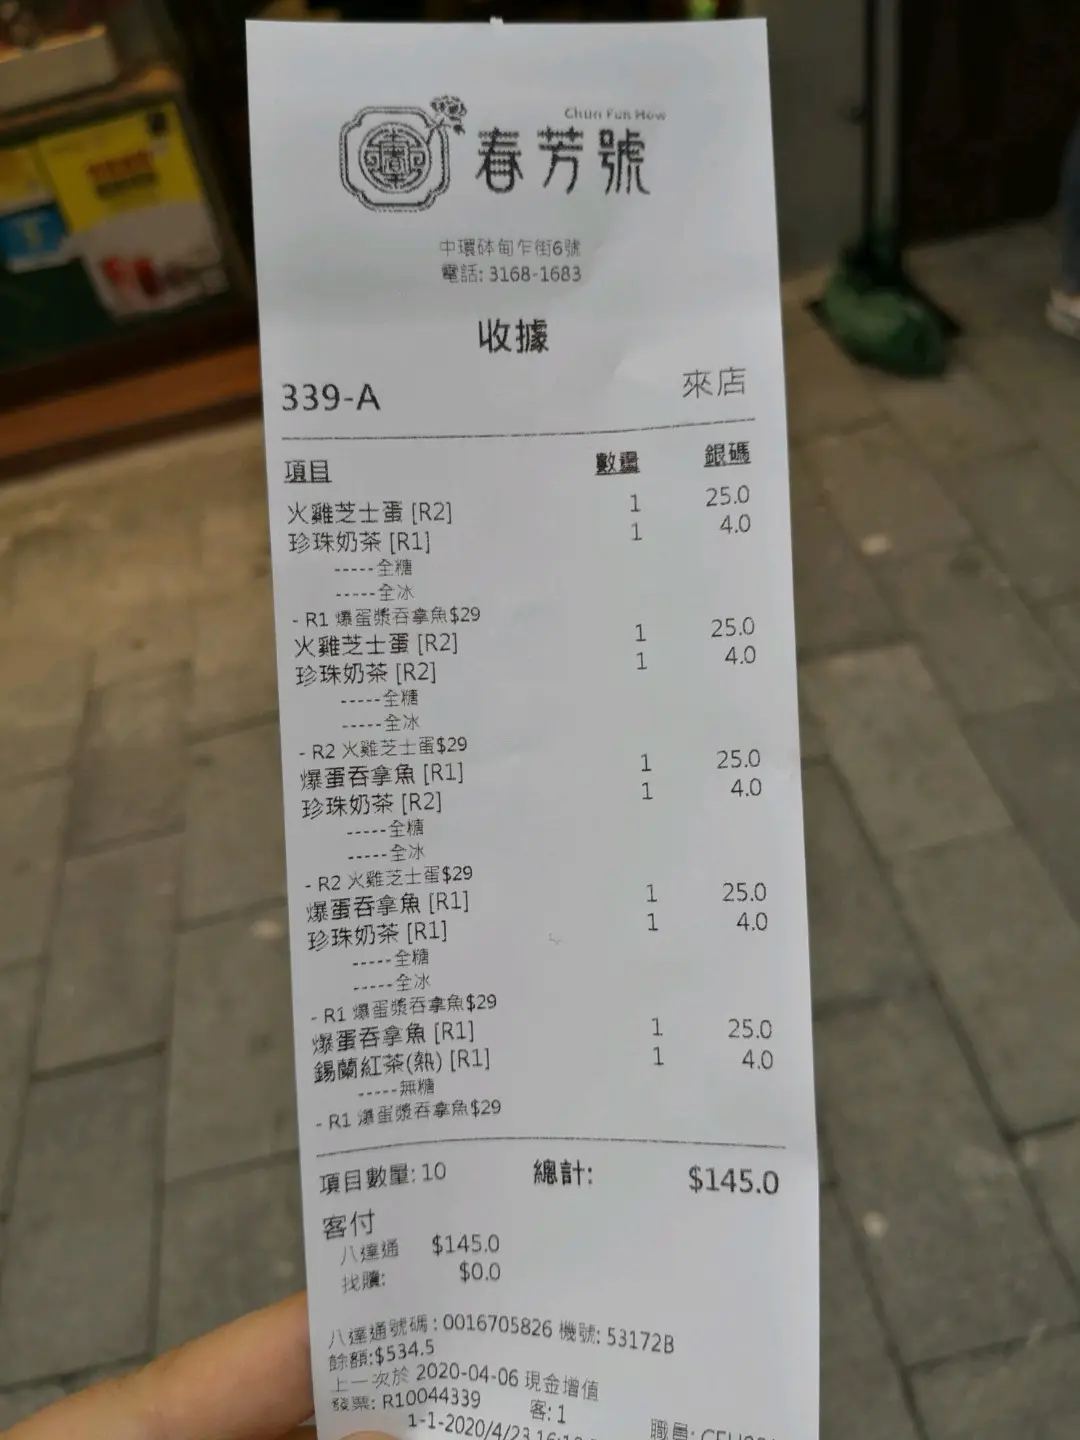 Chun Fun How
春芳號
中環砵甸乍街6號
電話: 3168-1683
收據
339-A 來店
項目 數量 銀碼
火雞芝士蛋 [R2] 1 25.0
珍珠奶茶 [R1] 1 4.0
-----全糖
-----全冰
- R1 爆蛋漿吞拿魚$29
火雞芝士蛋 [R2] 1 25.0
珍珠奶茶 [R2] 1 4.0
-----全糖
-----全冰
- R2 火雞芝士蛋$29
爆蛋吞拿魚 [R1] 1 25.0
珍珠奶茶 [R2] 1 4.0
-----全糖
-----全冰
- R2 火雞芝士蛋$29
爆蛋吞拿魚 [R1] 1 25.0
珍珠奶茶 [R1] 1 4.0
-----全糖
-----全冰
- R1 爆蛋漿吞拿魚$29
爆蛋吞拿魚 [R1] 1 25.0
錫蘭紅茶(熱) [R1] 1 4.0
-----無糖
- R1 爆蛋漿吞拿魚$29
項目數量: 10 總計: $145.0
客付
八達通 $145.0
找贖: $0.0
八達通號碼 : 0016705826 機號: 53172B
餘額:$534.5
上一次於 2020-04-06 現金增值
發票: R10044339 客: 1 職員:
1-1-2020/4/23